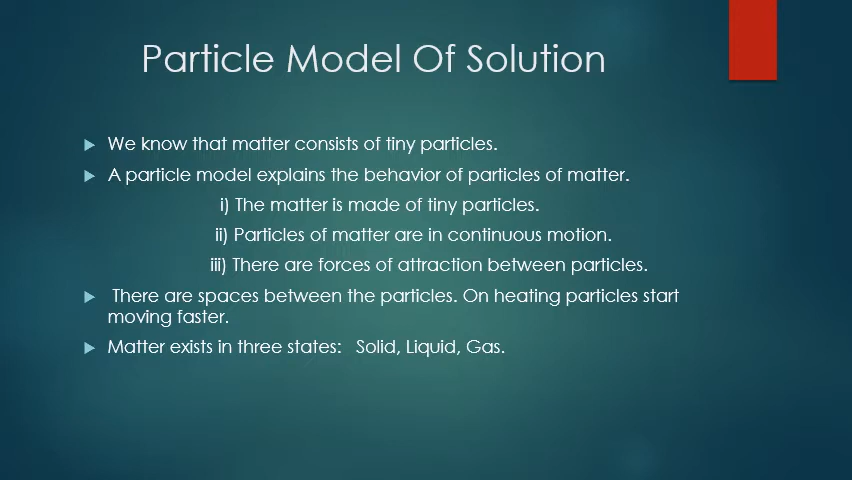 Particle Model Of Solution
We know that matter consists of tiny particles.
A particle model explains the behavior of particles of matter.
i) The matter is made of tiny particles.
ii) Particles of matter are in continuous motion.
iii) There are forces of attraction between particles.
There are spaces between the particles. On heating particles start
moving faster.
Matter exists in three states: Solid, Liquid, Gas.